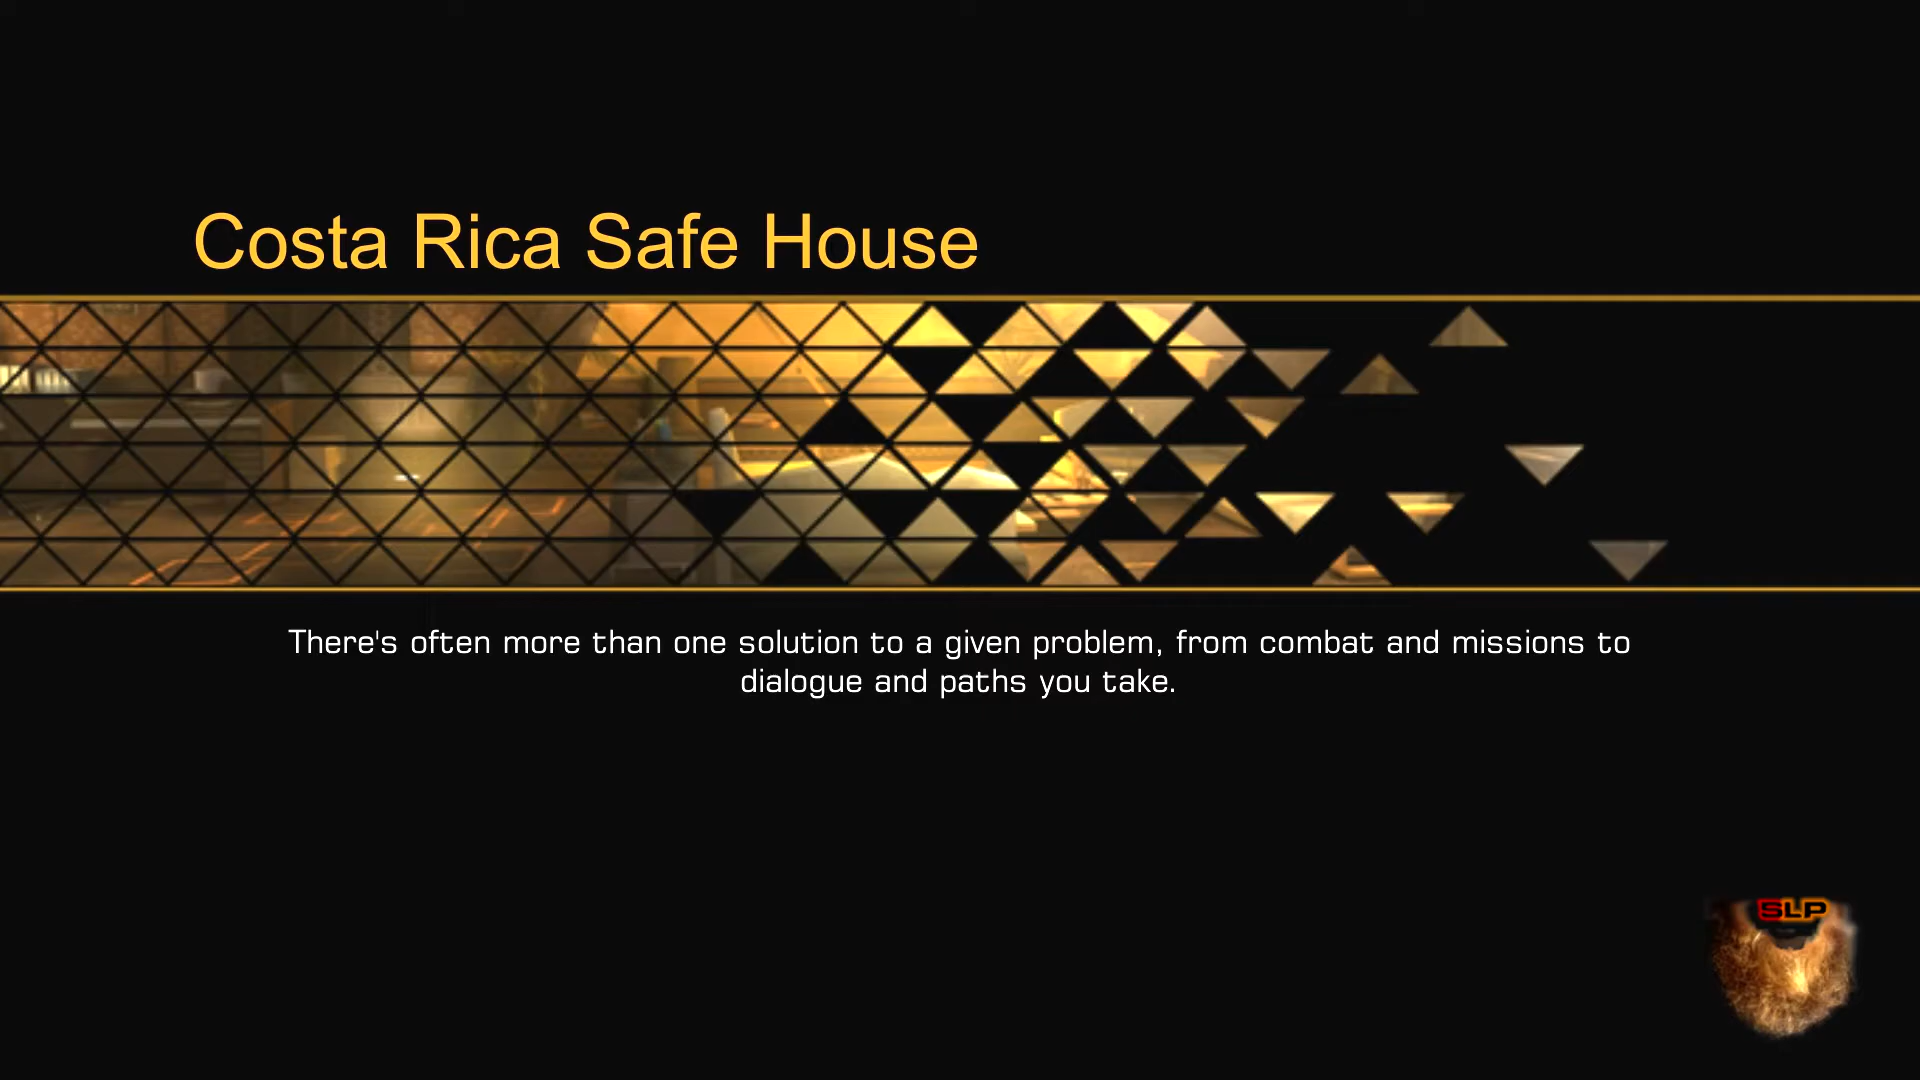 Costa Rica Safe House
There's often more than one solution to a given problem, from combat and missions to
dialogue and paths you take.
SLP